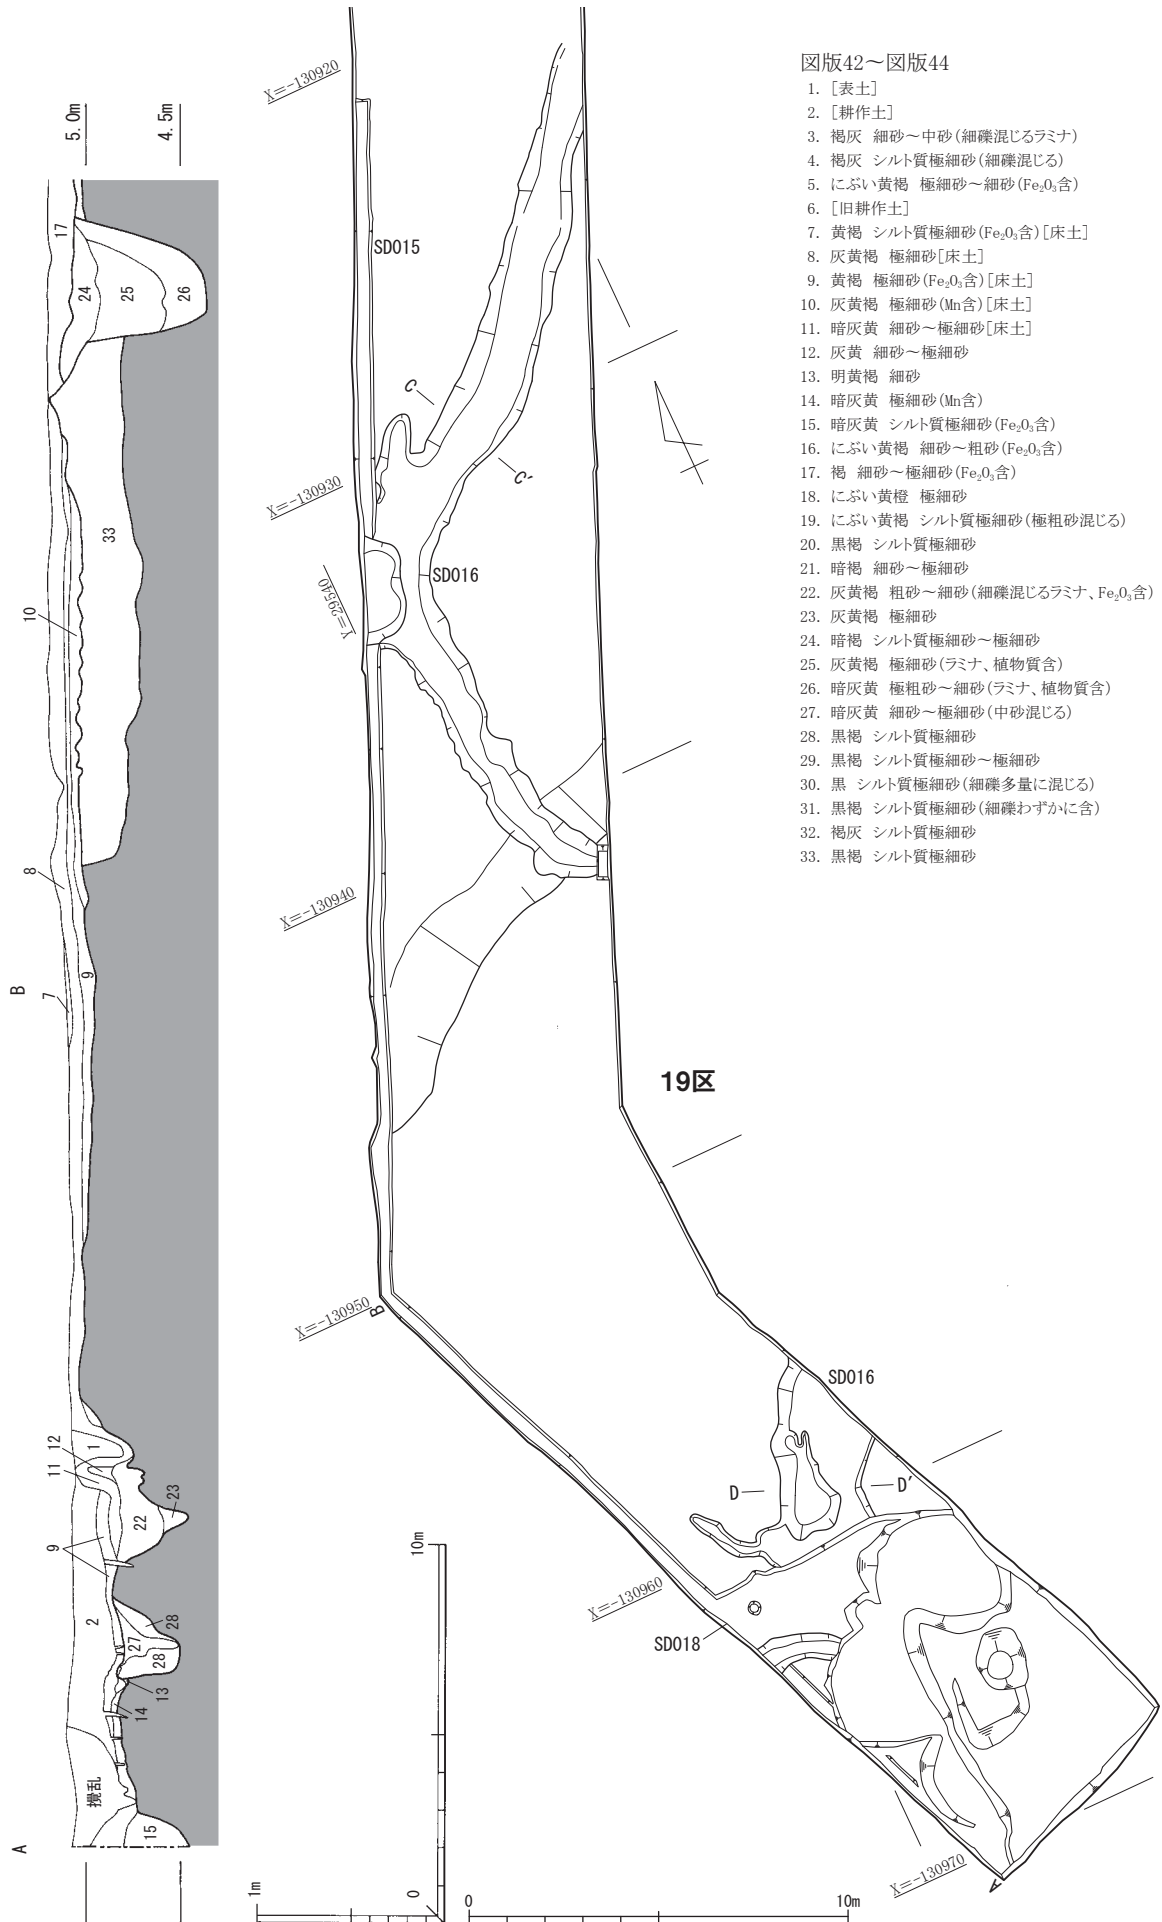 図版42～図版44
1. [表土]
2. [耕作土]
3. 褐灰 細砂～中砂(細礫混じるラミナ)
4. 褐灰 シルト質極細砂(細礫混じる)
5. にぶい黄褐 極細砂～細砂(Fe₂O₃含)
6. [旧耕作土]
7. 黄褐 シルト質極細砂(Fe₂O₃含)[床土]
8. 灰黄褐 極細砂[床土]
9. 黄褐 極細砂(Fe₂O₃含)[床土]
10. 灰黄褐 極細砂(Mn含)[床土]
11. 暗灰黄 細砂～極細砂[床土]
12. 灰黄 細砂～極細砂
13. 明黄褐 細砂
14. 暗灰黄 極細砂(Mn含)
15. 暗灰黄 シルト質極細砂(Fe₂O₃含)
16. にぶい黄褐 細砂～粗砂(Fe₂O₃含)
17. 褐 細砂～極細砂(Fe₂O₃含)
18. にぶい黄橙 極細砂
19. にぶい黄褐 シルト質極細砂(極粗砂混じる)
20. 黒褐 シルト質極細砂
21. 暗褐 細砂～極細砂
22. 灰黄褐 粗砂～細砂(細礫混じるラミナ、Fe₂O₃含)
23. 灰黄褐 極細砂
24. 暗褐 シルト質極細砂～極細砂
25. 灰黄褐 極細砂(ラミナ、植物質含)
26. 暗灰黄 極粗砂～細砂(ラミナ、植物質含)
27. 暗灰黄 細砂～極細砂(中砂混じる)
28. 黒褐 シルト質極細砂
29. 黒褐 シルト質極細砂～極細砂
30. 黒 シルト質極細砂(細礫多量に混じる)
31. 黒褐 シルト質極細砂(細礫わずかに含)
32. 褐灰 シルト質極細砂
33. 黒褐 シルト質極細砂
5.0m
4.5m
17
24
25
26
33
10
8
B
7
9
12
11
1
23
22
9
2
28
27
28
13
14
攪乱
15
A
X=-130920
SD015
C
C'
X=-130930
Y=29540
SD016
X=-130940
19区
X=-130950
B
SD016
D
D'
X=-130960
SD018
X=-130970
A
10m
1m
0
0
10m